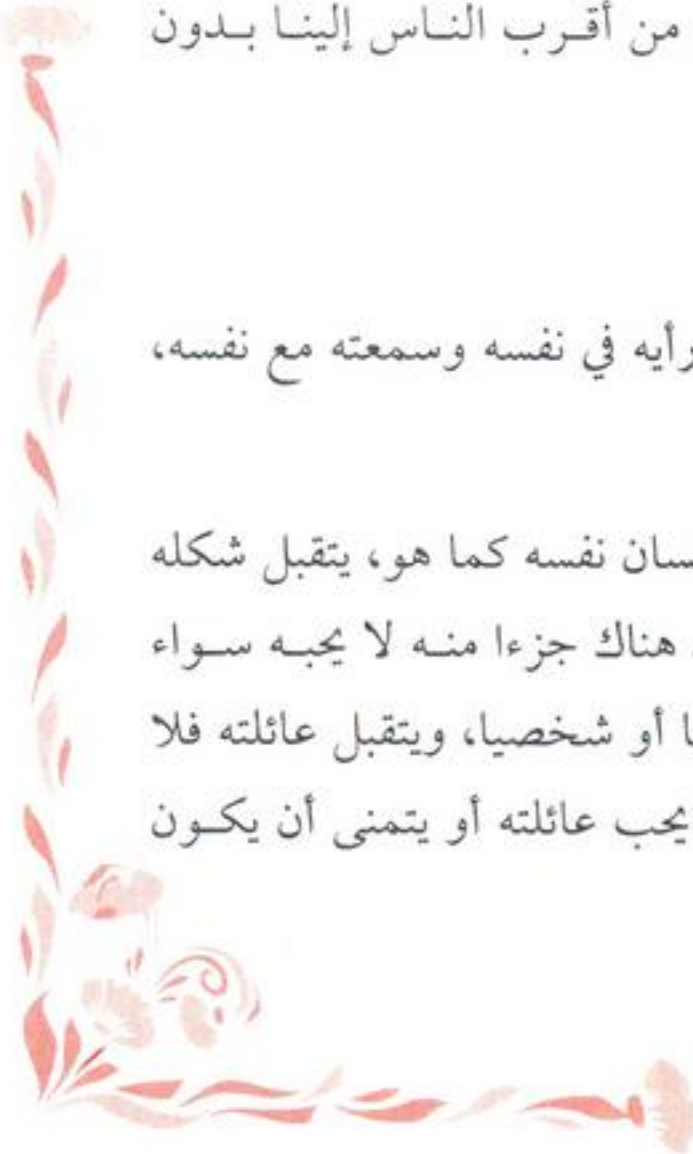 من أقـرب النـاس إلينـا بـدون
رأيه في نفسه وسمعته مع نفسه،
نفسه كما هو، يتقبل شكله
هناك جزءا منـه لا يحبـه سـواء
أو شخصيا، ويتقبل عائلته فلا
يحب عائلته أو يتمنى أن يكـون